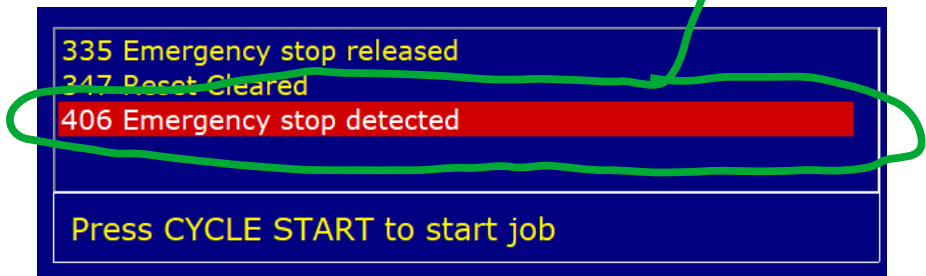 335 Emergency stop released
347 Reset Cleared
406 Emergency stop detected
Press CYCLE START to start job